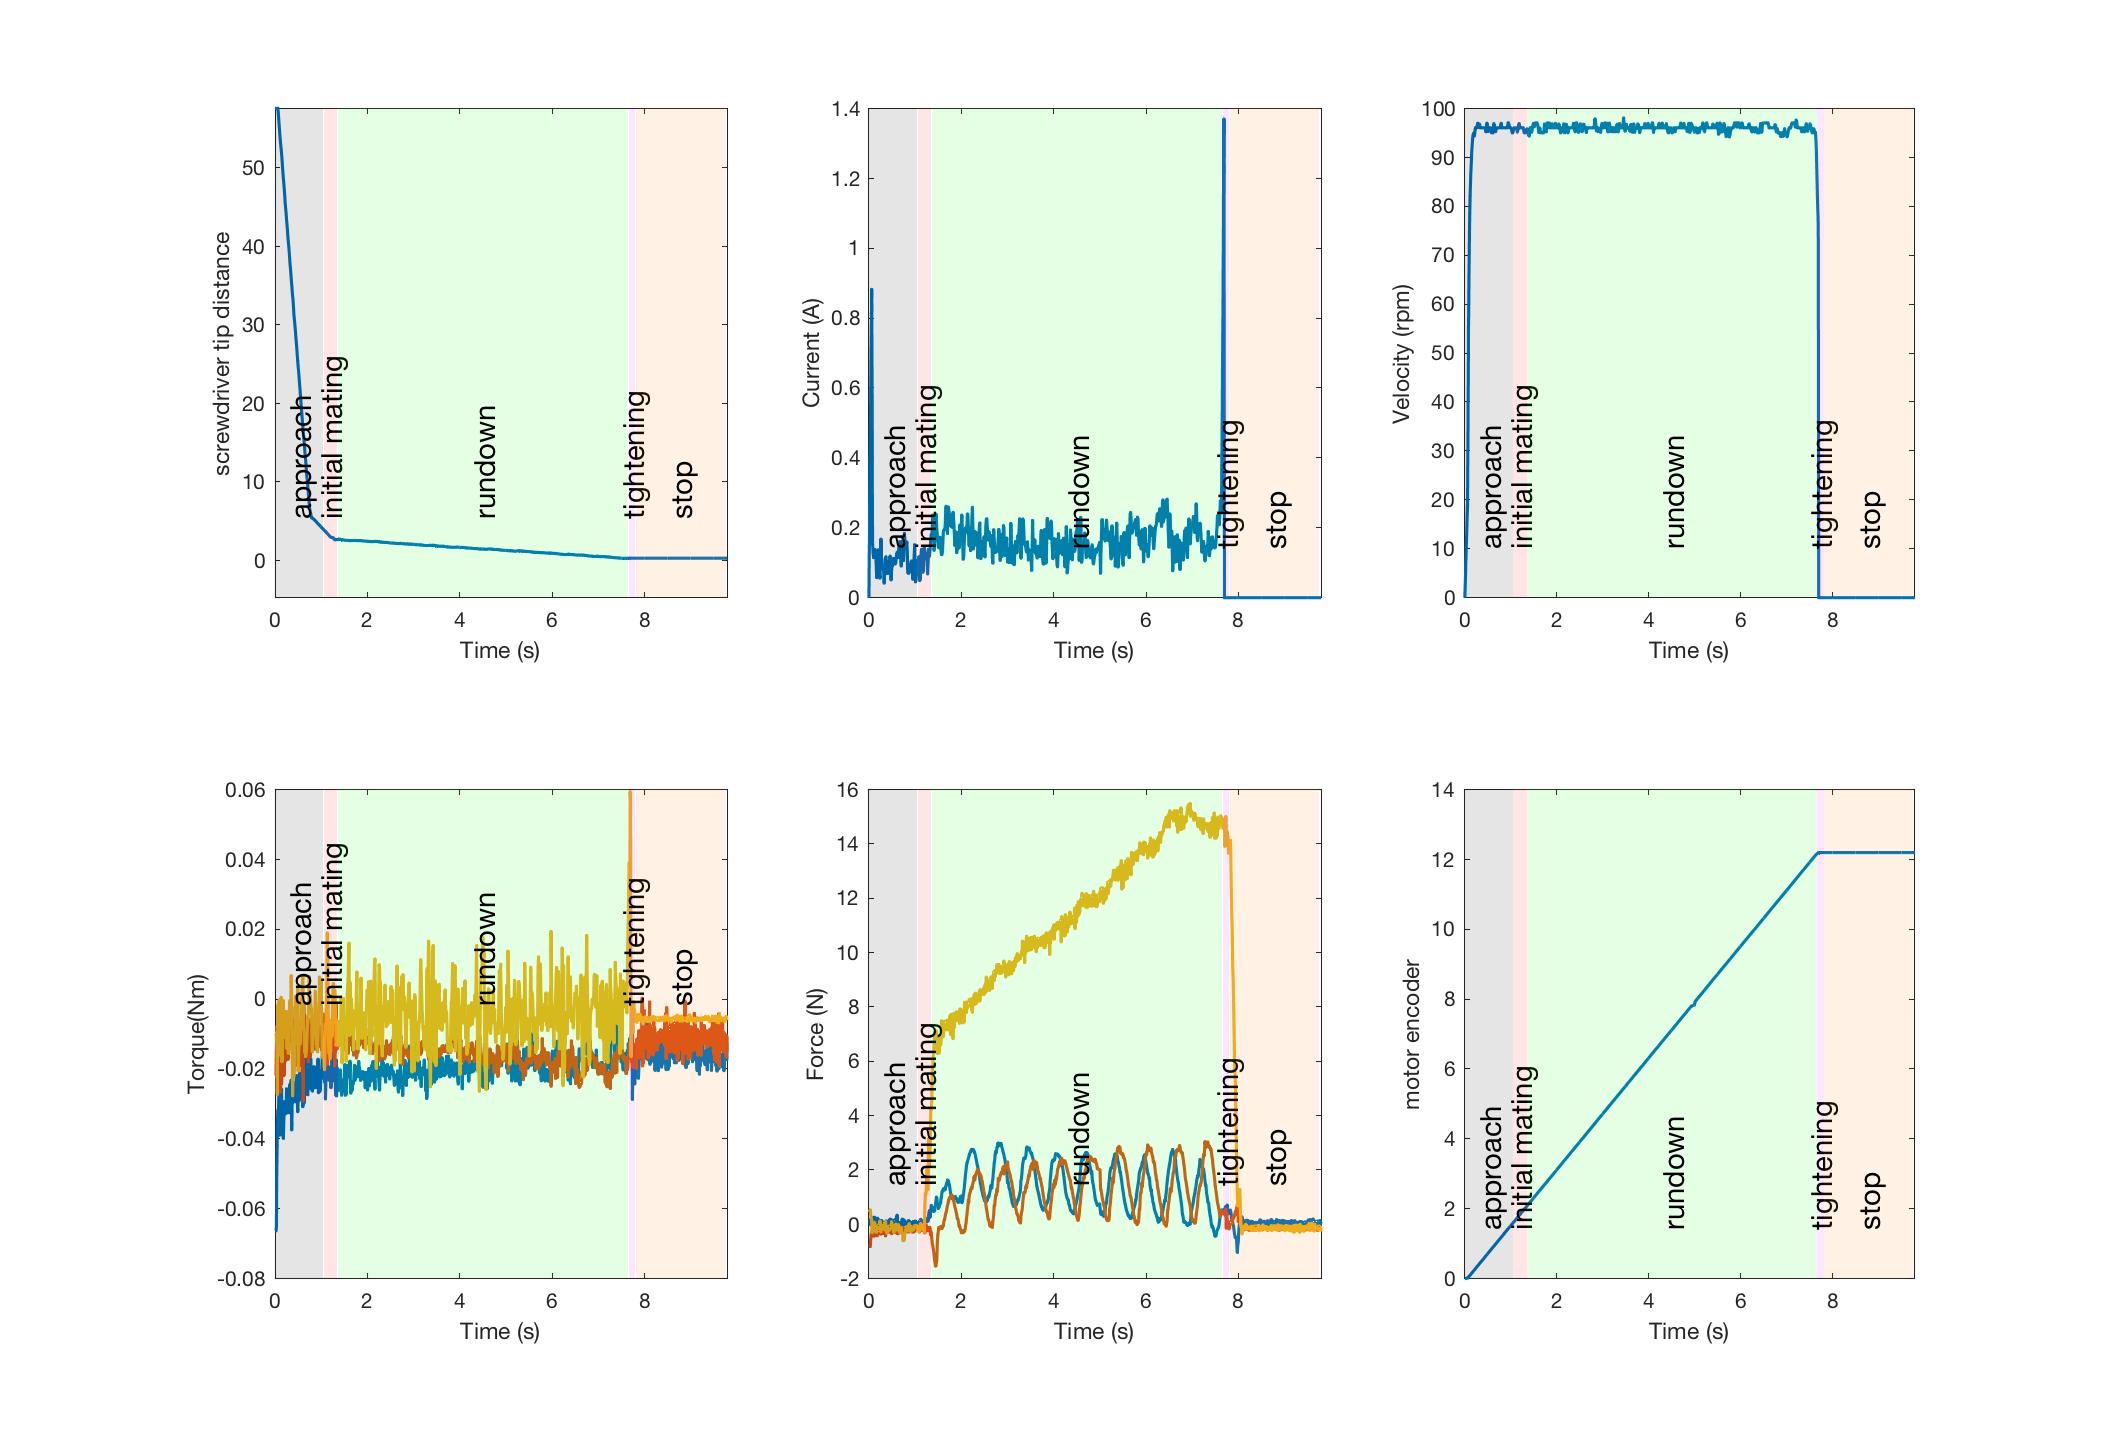 screwdriver tip distance
50
40
30
20
10
0
approach
initial mating
rundown
tightening
stop
0 2 4 6 8
Time (s)
Current (A)
1.4
1.2
1
0.8
0.6
0.4
0.2
0
approach
initial mating
rundown
tightening
stop
0 2 4 6 8
Time (s)
Velocity (rpm)
100
90
80
70
60
50
40
30
20
10
0
approach
initial mating
rundown
tightening
stop
0 2 4 6 8
Time (s)
Torque(Nm)
0.06
0.04
0.02
0
-0.02
-0.04
-0.06
-0.08
approach
initial mating
rundown
tightening
stop
0 2 4 6 8
Time (s)
Force (N)
16
14
12
10
8
6
4
2
0
-2
approach
initial mating
rundown
tightening
stop
0 2 4 6 8
Time (s)
motor encoder
14
12
10
8
6
4
2
0
approach
initial mating
rundown
tightening
stop
0 2 4 6 8
Time (s)